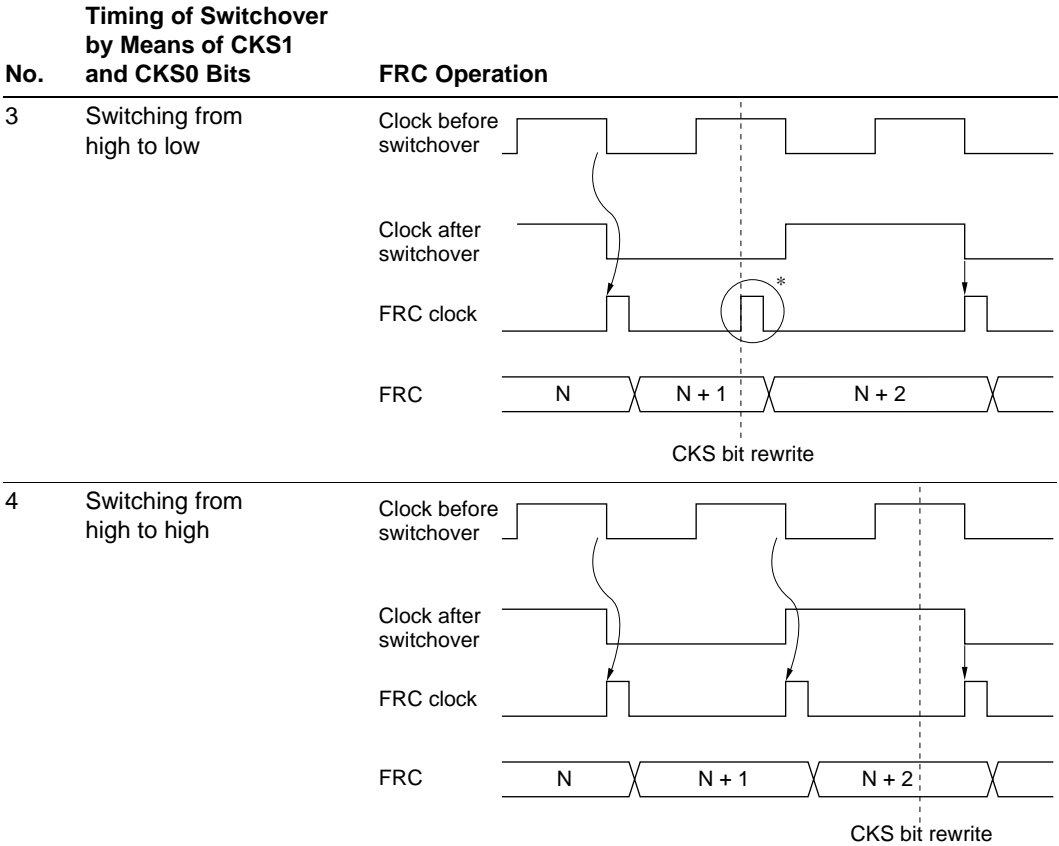 Timing of Switchover
by Means of CKS1
No. and CKS0 Bits FRC Operation
3 Switching from
high to low
Clock before
switchover
Clock after
switchover
FRC clock
*
FRC N N + 1 N + 2
CKS bit rewrite
4 Switching from
high to high
Clock before
switchover
Clock after
switchover
FRC clock
FRC N N + 1 N + 2
CKS bit rewrite